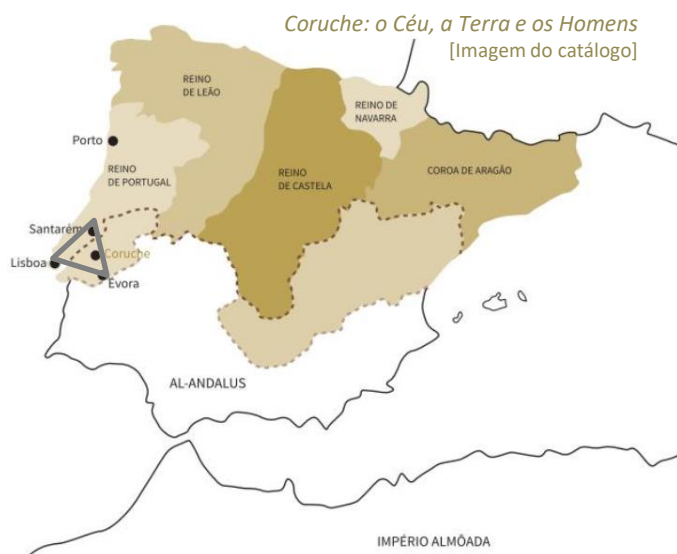 Coruche: o Céu, a Terra e os Homens
[Imagem do catálogo]
REINO
DE LEÃO
REINO DE
NAVARRA
Porto
REINO
DE PORTUGAL
REINO
DE CASTELA
COROA DE ARAGÃO
Santarém
Coruche
Lisboa
Évora
AL-ANDALUS
IMPÉRIO ALMÔADA